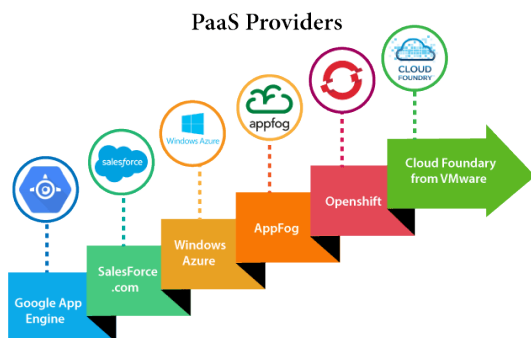 PaaS Providers
CLOUD
FOUNDRY
appfog
Windows Azure
salesforce
Cloud Foundary
from VMware
Openshift
AppFog
Windows
Azure
SalesForce
.com
Google App
Engine